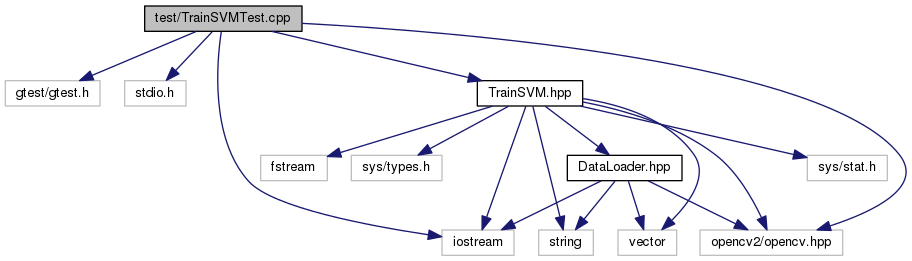 test/TrainSVMTest.cpp
gtest/gtest.h
stdio.h
TrainSVM.hpp
fstream
sys/types.h
DataLoader.hpp
sys/stat.h
iostream
string
vector
opencv2/opencv.hpp